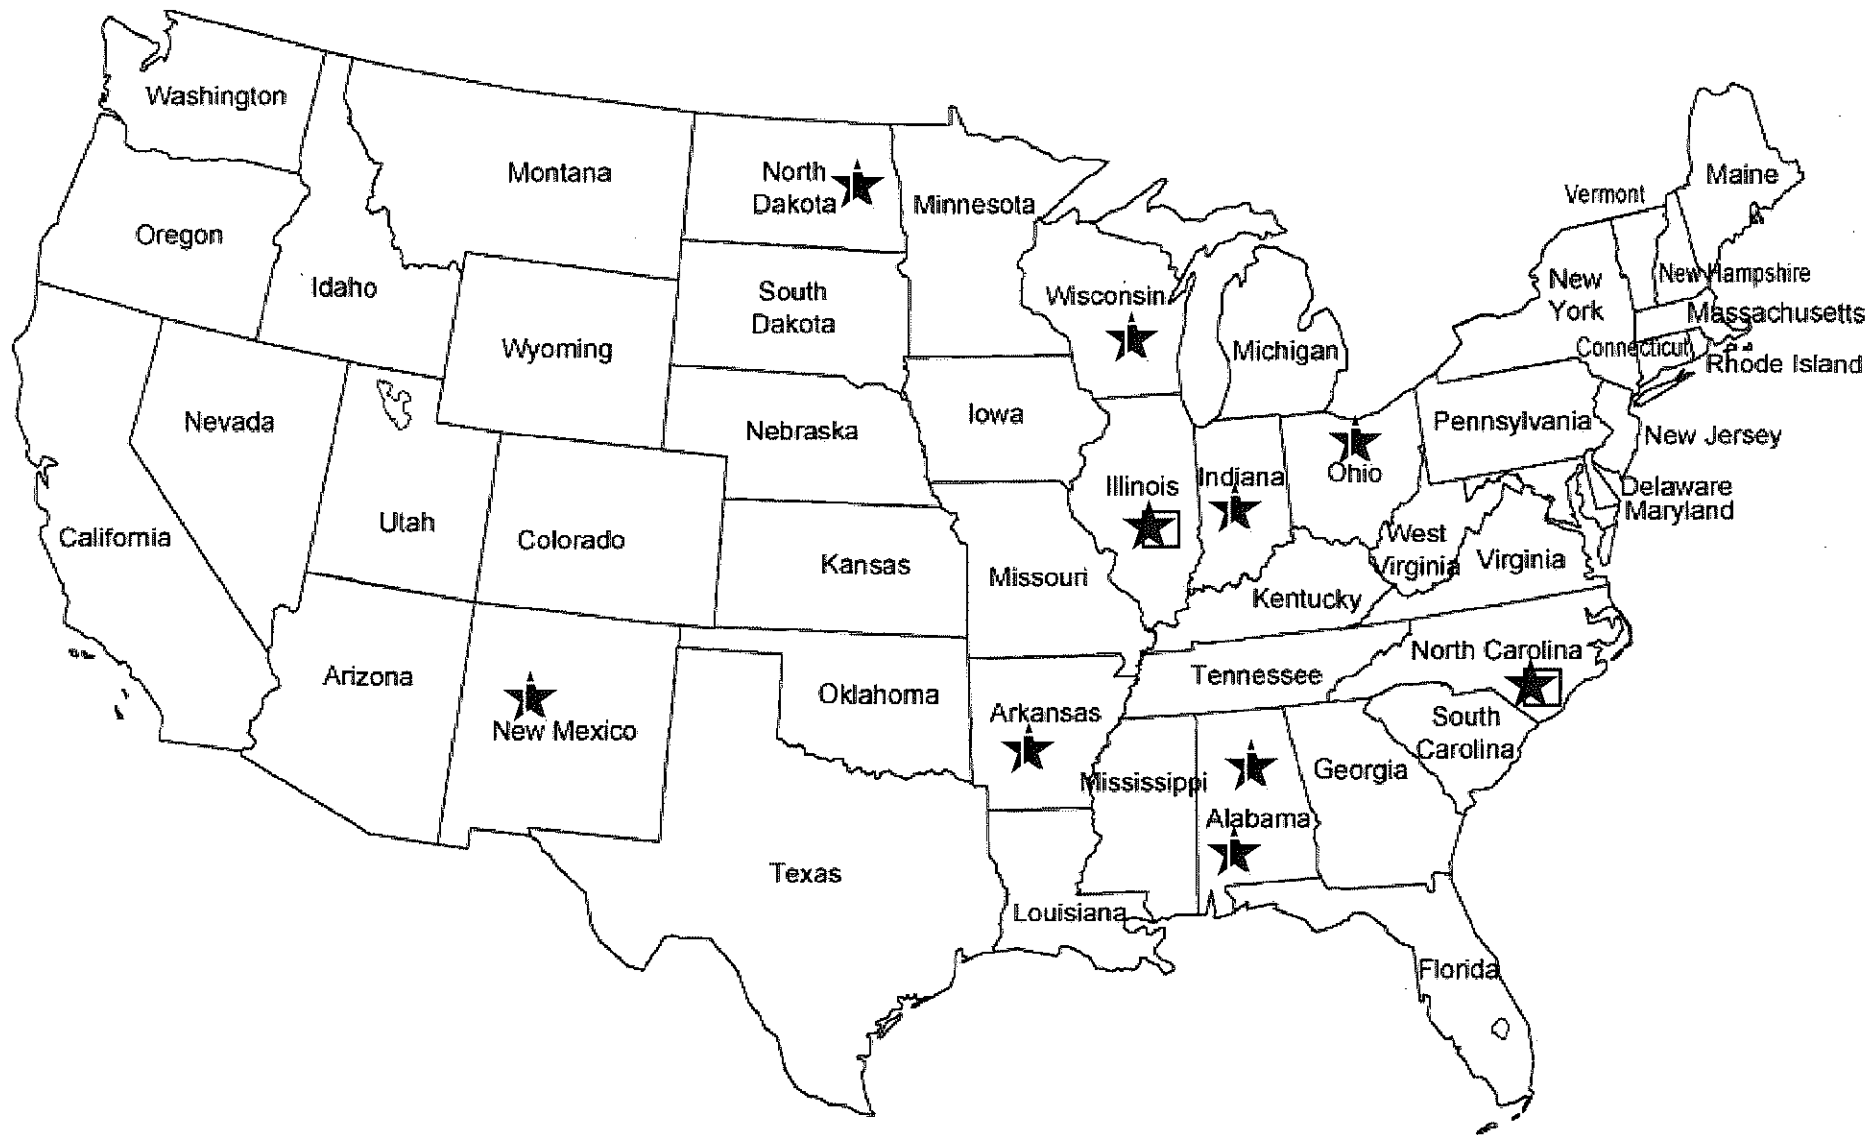 Washington
Montana
North
Dakota
Minnesota
Vermont
Maine
Oregon
Idaho
South
Dakota
Wisconsin
New
York
New Hampshire
Massachusetts
Wyoming
Michigan
Connecticut
Rhode Island
Nevada
Nebraska
Iowa
Pennsylvania
New Jersey
Utah
Colorado
Illinois
Indiana
Ohio
Delaware
Maryland
California
Kansas
Missouri
West
Virginia
Virginia
Kentucky
Arizona
New Mexico
Oklahoma
Arkansas
Tennessee
North Carolina
South
Carolina
Mississippi
Alabama
Georgia
Texas
Louisiana
Florida